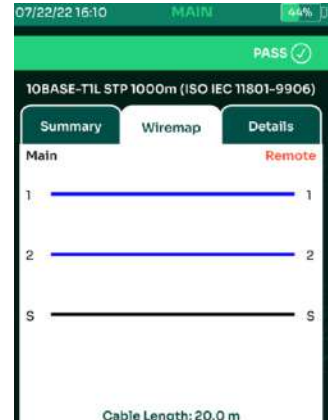 07/22/22 16:10 MAIN 44%
PASS
10BASE-T1L STP 1000m (ISO IEC 11801-9906)
Summary Wiremap Details
Main Remote
1 1
2 2
S S
Cable Length: 20.0 m